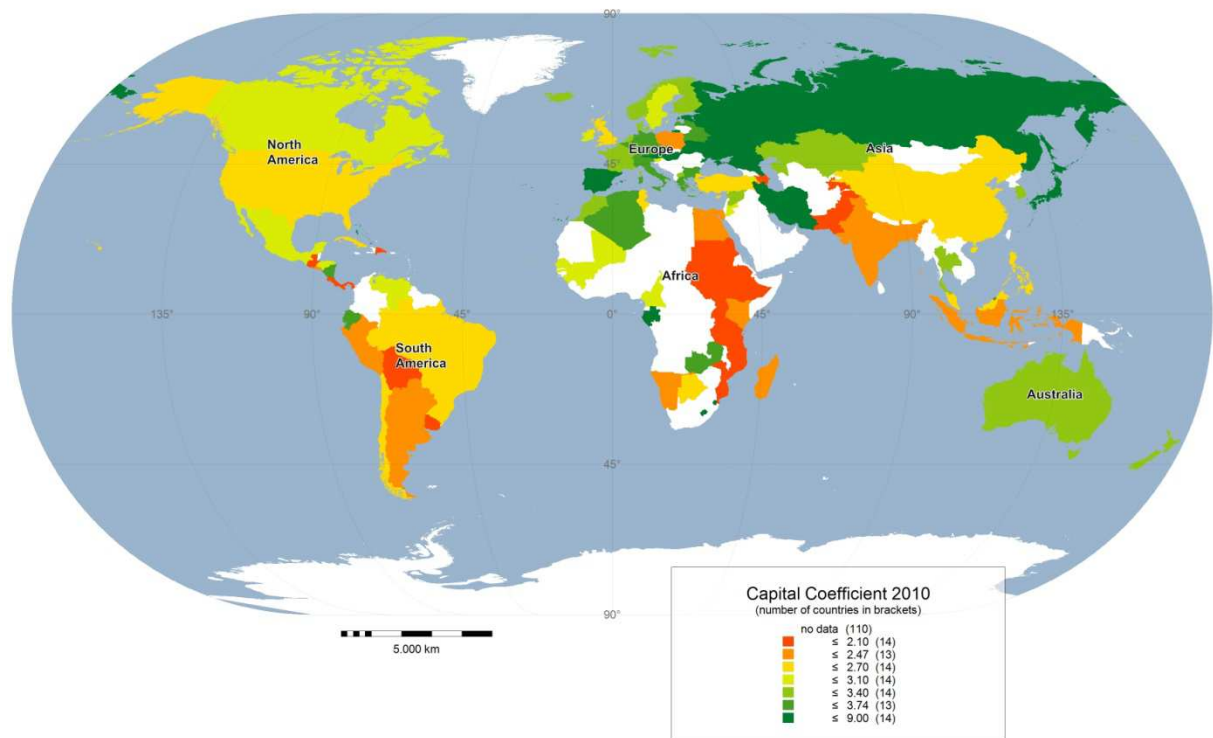 90°
North
America
Europe
Asia
45°
Africa
135°
90°
0°
45°
90°
135°
South
America
Australia
45°
45°
90°
5.000 km
Capital Coefficient 2010
(number of countries in brackets)
no data (110)
≤ 2.10 (14)
≤ 2.47 (13)
≤ 2.70 (14)
≤ 3.10 (14)
≤ 3.40 (14)
≤ 3.74 (13)
≤ 9.00 (14)